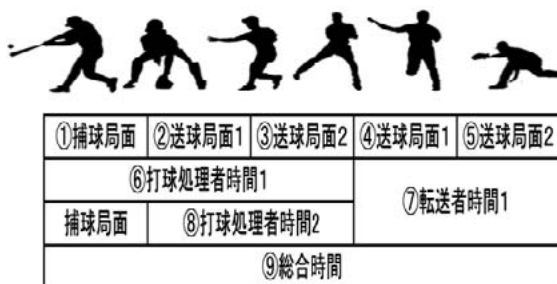 ①捕球局面 ②送球局面1 ③送球局面2 ④送球局面1 ⑤送球局面2
⑥打球処理者時間1 ⑦転送者時間1
捕球局面 ⑧打球処理者時間2
⑨総合時間